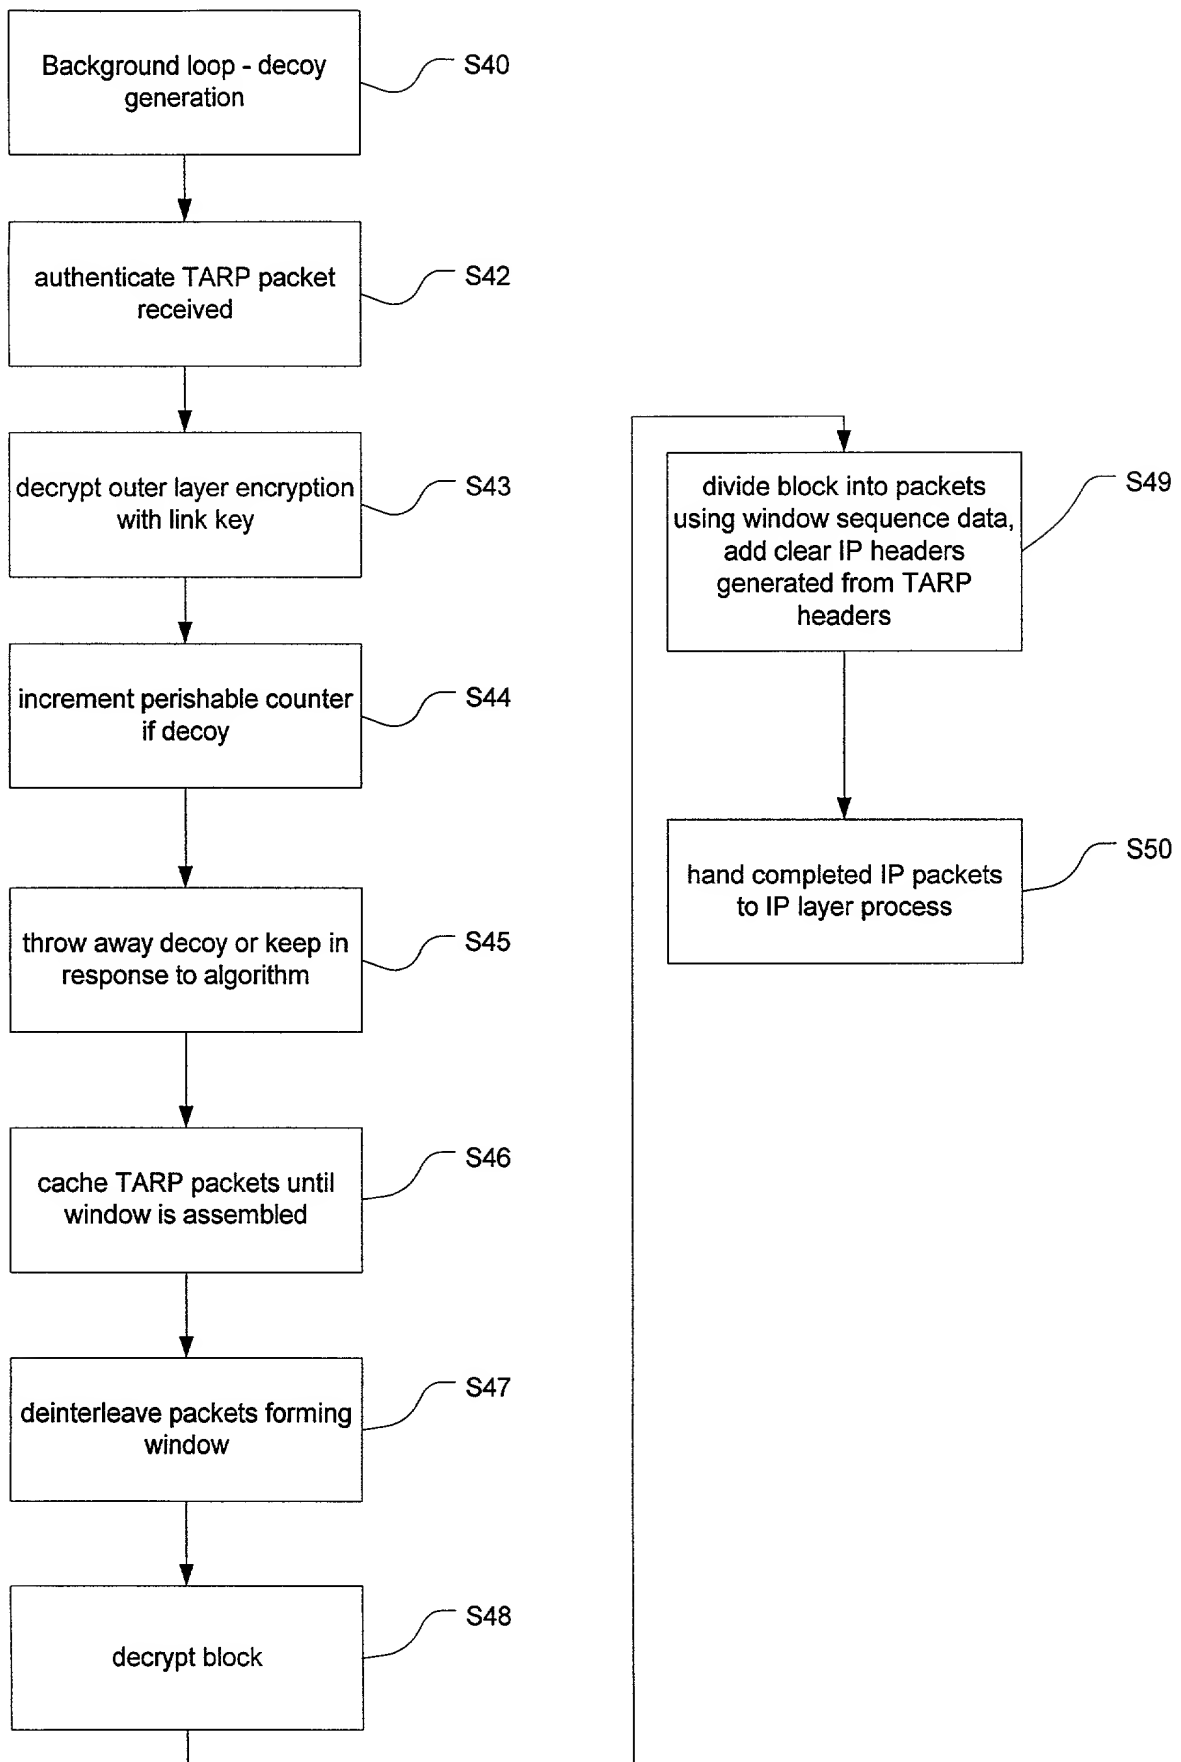 Background loop - decoy
generation
S40
authenticate TARP packet
received
S42
decrypt outer layer encryption
with link key
S43
increment perishable counter
if decoy
S44
throw away decoy or keep in
response to algorithm
S45
cache TARP packets until
window is assembled
S46
deinterleave packets forming
window
S47
decrypt block
S48
divide block into packets
using window sequence data,
add clear IP headers
generated from TARP
headers
S49
hand completed IP packets
to IP layer process
S50